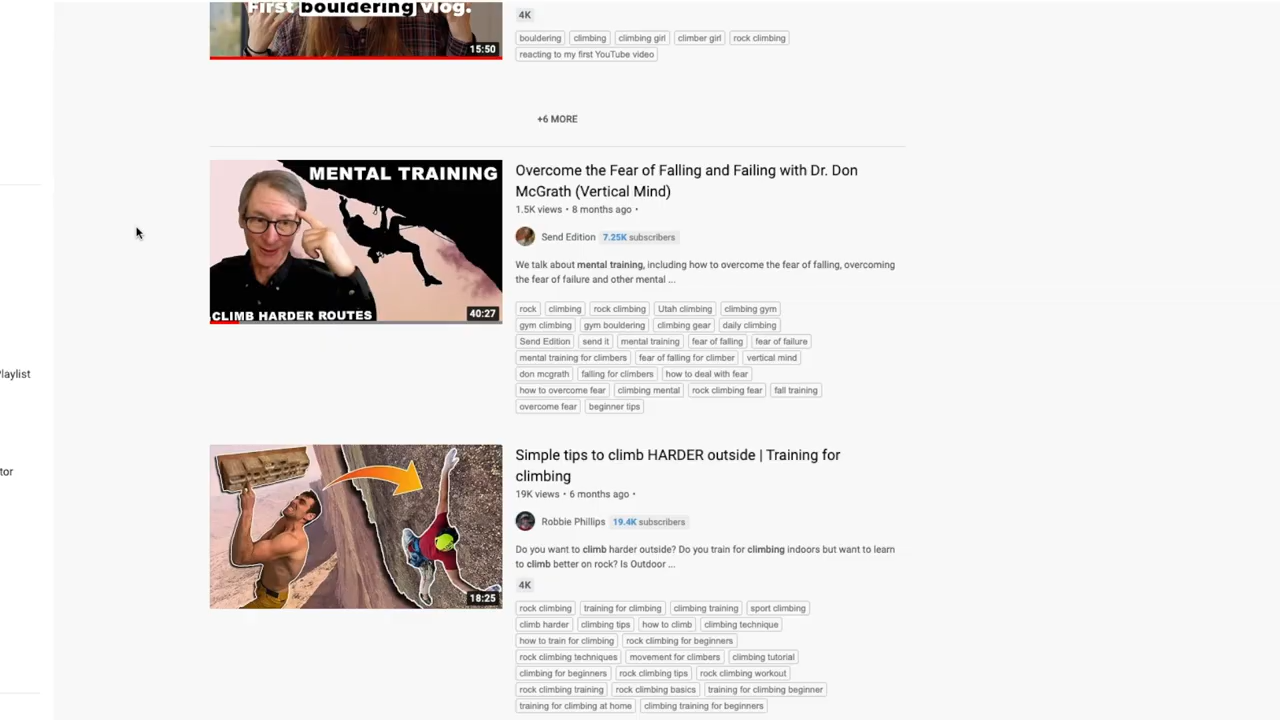 First bouldering vlog.
15:50
4K
bouldering climbing climbing girl climber girl rock climbing
reacting to my first YouTube video
+6 MORE
MENTAL TRAINING
CLIMB HARDER ROUTES
40:27
Overcome the Fear of Falling and Failing with Dr. Don
McGrath (Vertical Mind)
1.5K views • 8 months ago •
Send Edition 7.25K subscribers
We talk about mental training, including how to overcome the fear of falling, overcoming
the fear of failure and other mental ...
rock climbing rock climbing Utah climbing climbing gym
gym climbing gym bouldering climbing gear daily climbing
Send Edition send it mental training fear of falling fear of failure
mental training for climbers fear of falling for climber vertical mind
don mcgrath falling for climbers how to deal with fear
how to overcome fear climbing mental rock climbing fear fall training
overcome fear beginner tips
laylist
tor
18:25
Simple tips to climb HARDER outside | Training for
climbing
19K views • 6 months ago •
Robbie Phillips 19.4K subscribers
Do you want to climb harder outside? Do you train for climbing indoors but want to learn
to climb better on rock? Is Outdoor ...
4K
rock climbing training for climbing climbing training sport climbing
climb harder climbing tips how to climb climbing technique
how to train for climbing rock climbing for beginners
rock climbing techniques movement for climbers climbing tutorial
climbing for beginners rock climbing tips rock climbing workout
rock climbing training rock climbing basics training for climbing beginner
training for climbing at home climbing training for beginners